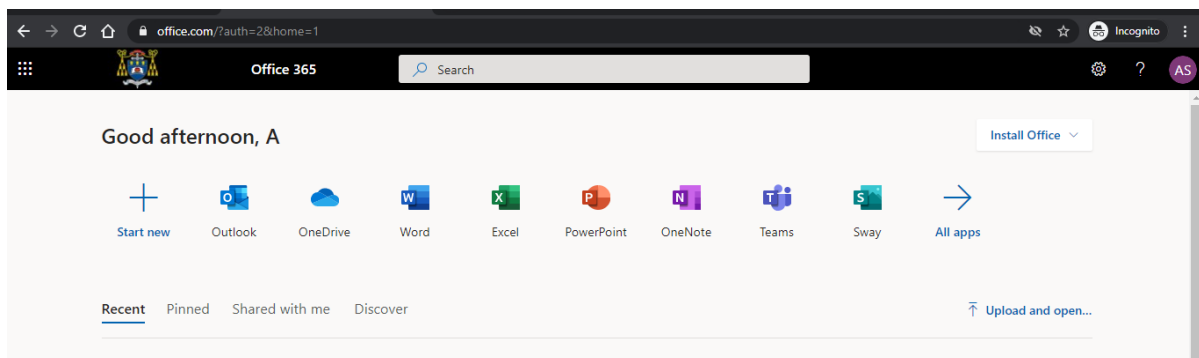 office.com/?auth=2&home=1 Incognito
Office 365 Search ? AS
Good afternoon, A Install Office
Start new Outlook OneDrive Word Excel PowerPoint OneNote Teams Sway All apps
Recent Pinned Shared with me Discover Upload and open...